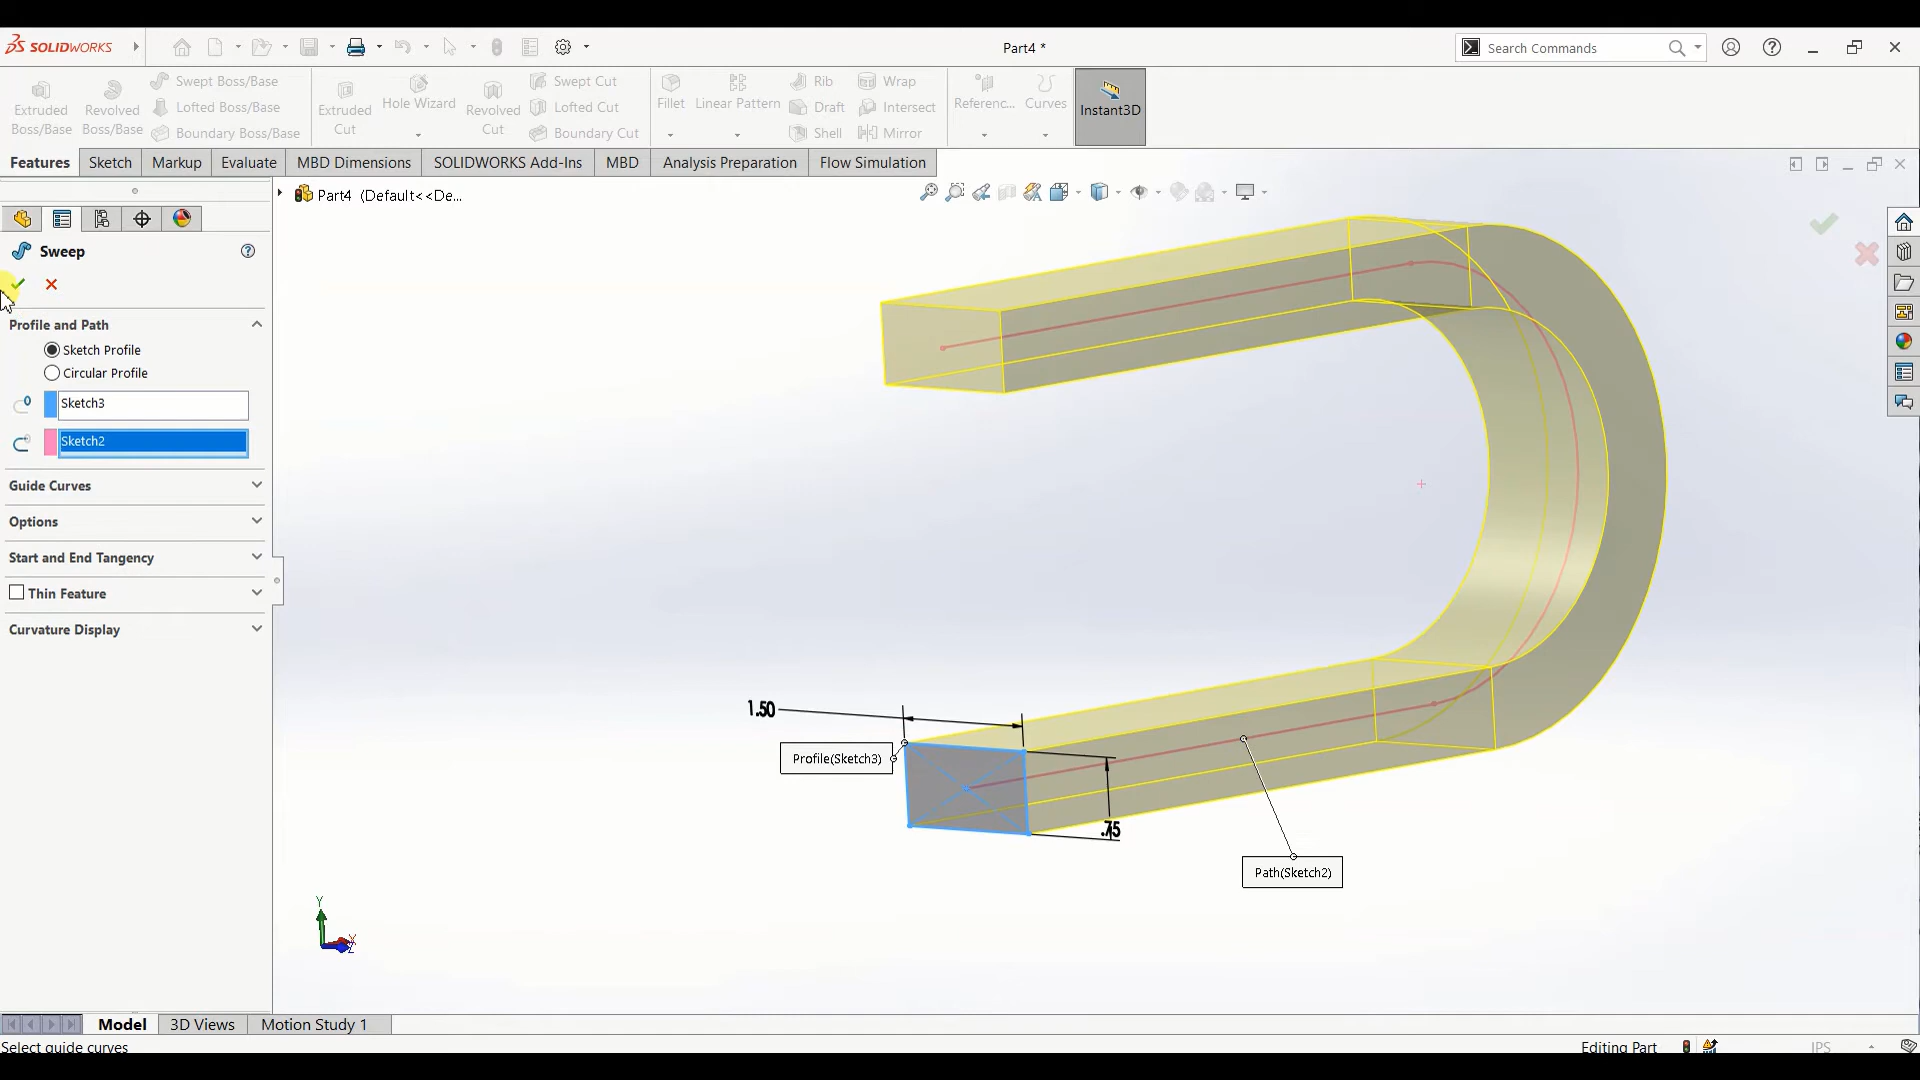 SOLIDWORKS
Part4 *
Search Commands
Extruded Boss/Base
Revolved Boss/Base
Swept Boss/Base
Lofted Boss/Base
Boundary Boss/Base
Extruded Cut
Hole Wizard
Revolved Cut
Swept Cut
Lofted Cut
Boundary Cut
Fillet
Linear Pattern
Rib
Draft
Shell
Wrap
Intersect
Mirror
Referenc...
Curves
Instant3D
Features
Sketch
Markup
Evaluate
MBD Dimensions
SOLIDWORKS Add-Ins
MBD
Analysis Preparation
Flow Simulation
Part4 (Default<<De...
Sweep
Profile and Path
Sketch Profile
Circular Profile
Sketch3
Sketch2
Guide Curves
Options
Start and End Tangency
Thin Feature
Curvature Display
1.50
Profile(Sketch3)
.75
Path(Sketch2)
Y
X
Z
Model
3D Views
Motion Study 1
Select guide curves
Editing Part
IPS